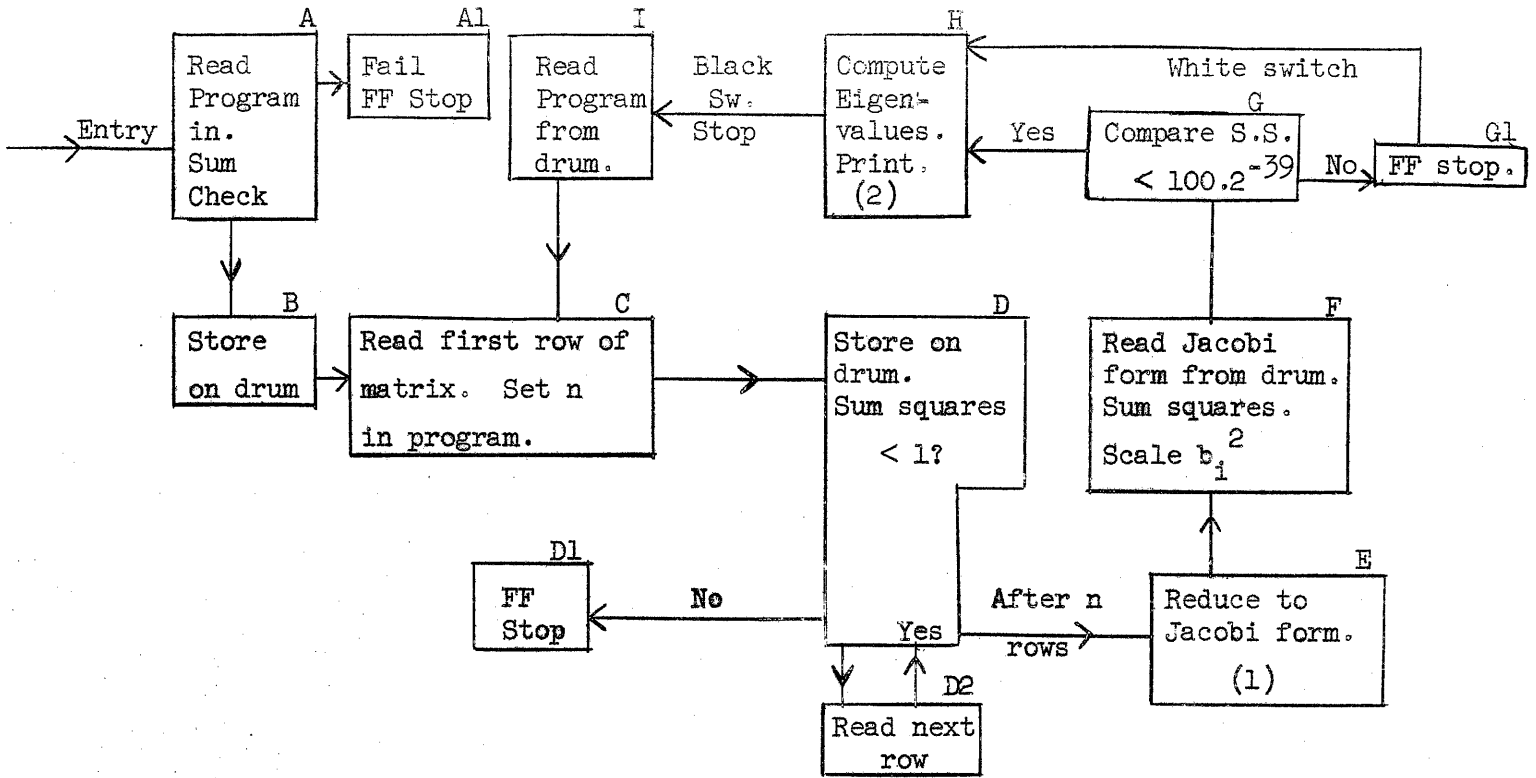 A
Read
Program
in.
Sum
Check
A1
Fail
FF Stop
I
Read
Program
from
drum.
Black
Sw.
Stop
H
Compute
Eigen-
values.
Print.
(2)
White switch
Yes
G
Compare S.S.
< 100.2^-39
No
G1
FF stop.
Entry
B
Store
on drum
C
Read first row of
matrix. Set n
in program.
D
Store on
drum.
Sum squares
< 1?
Yes
F
Read Jacobi
form from drum.
Sum squares.
Scale b_i^2
D1
FF
Stop
No
After n
rows
E
Reduce to
Jacobi form.
(1)
D2
Read next
row